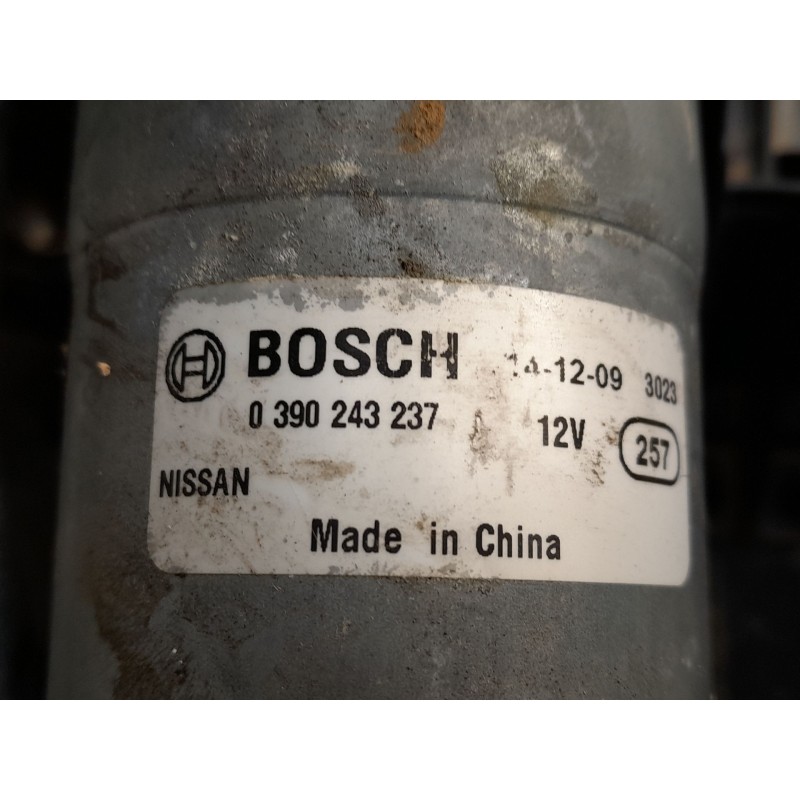 BOSCH 14-12-09 3023
0 390 243 237 12V 257
NISSAN
Made in China